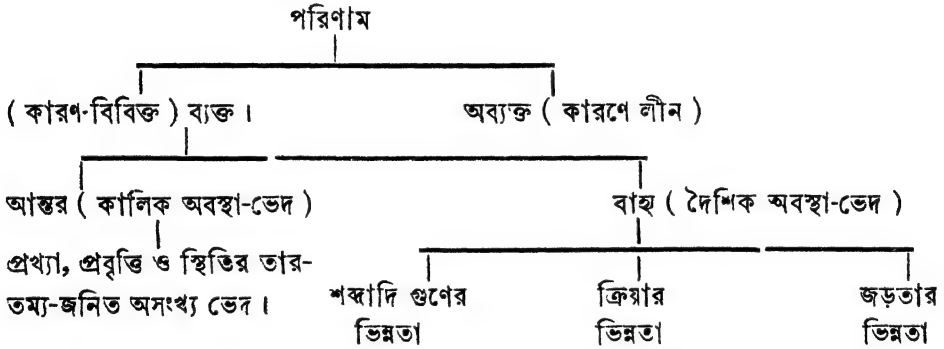 পরিণাম
( কারণ-বিবিক্ত ) ব্যক্ত ।
অব্যক্ত ( কারণে লীন )
আন্তর ( কালিক অবস্থা-ভেদ )
বাহ্য ( দৈশিক অবস্থা-ভেদ )
প্রখ্যা, প্রবৃত্তি ও স্থিতির তার-
তম্য-জনিত অসংখ্য ভেদ ।
শব্দাদি গুণের
ভিন্নতা
ক্রিয়ার
ভিন্নতা
জড়তার
ভিন্নতা